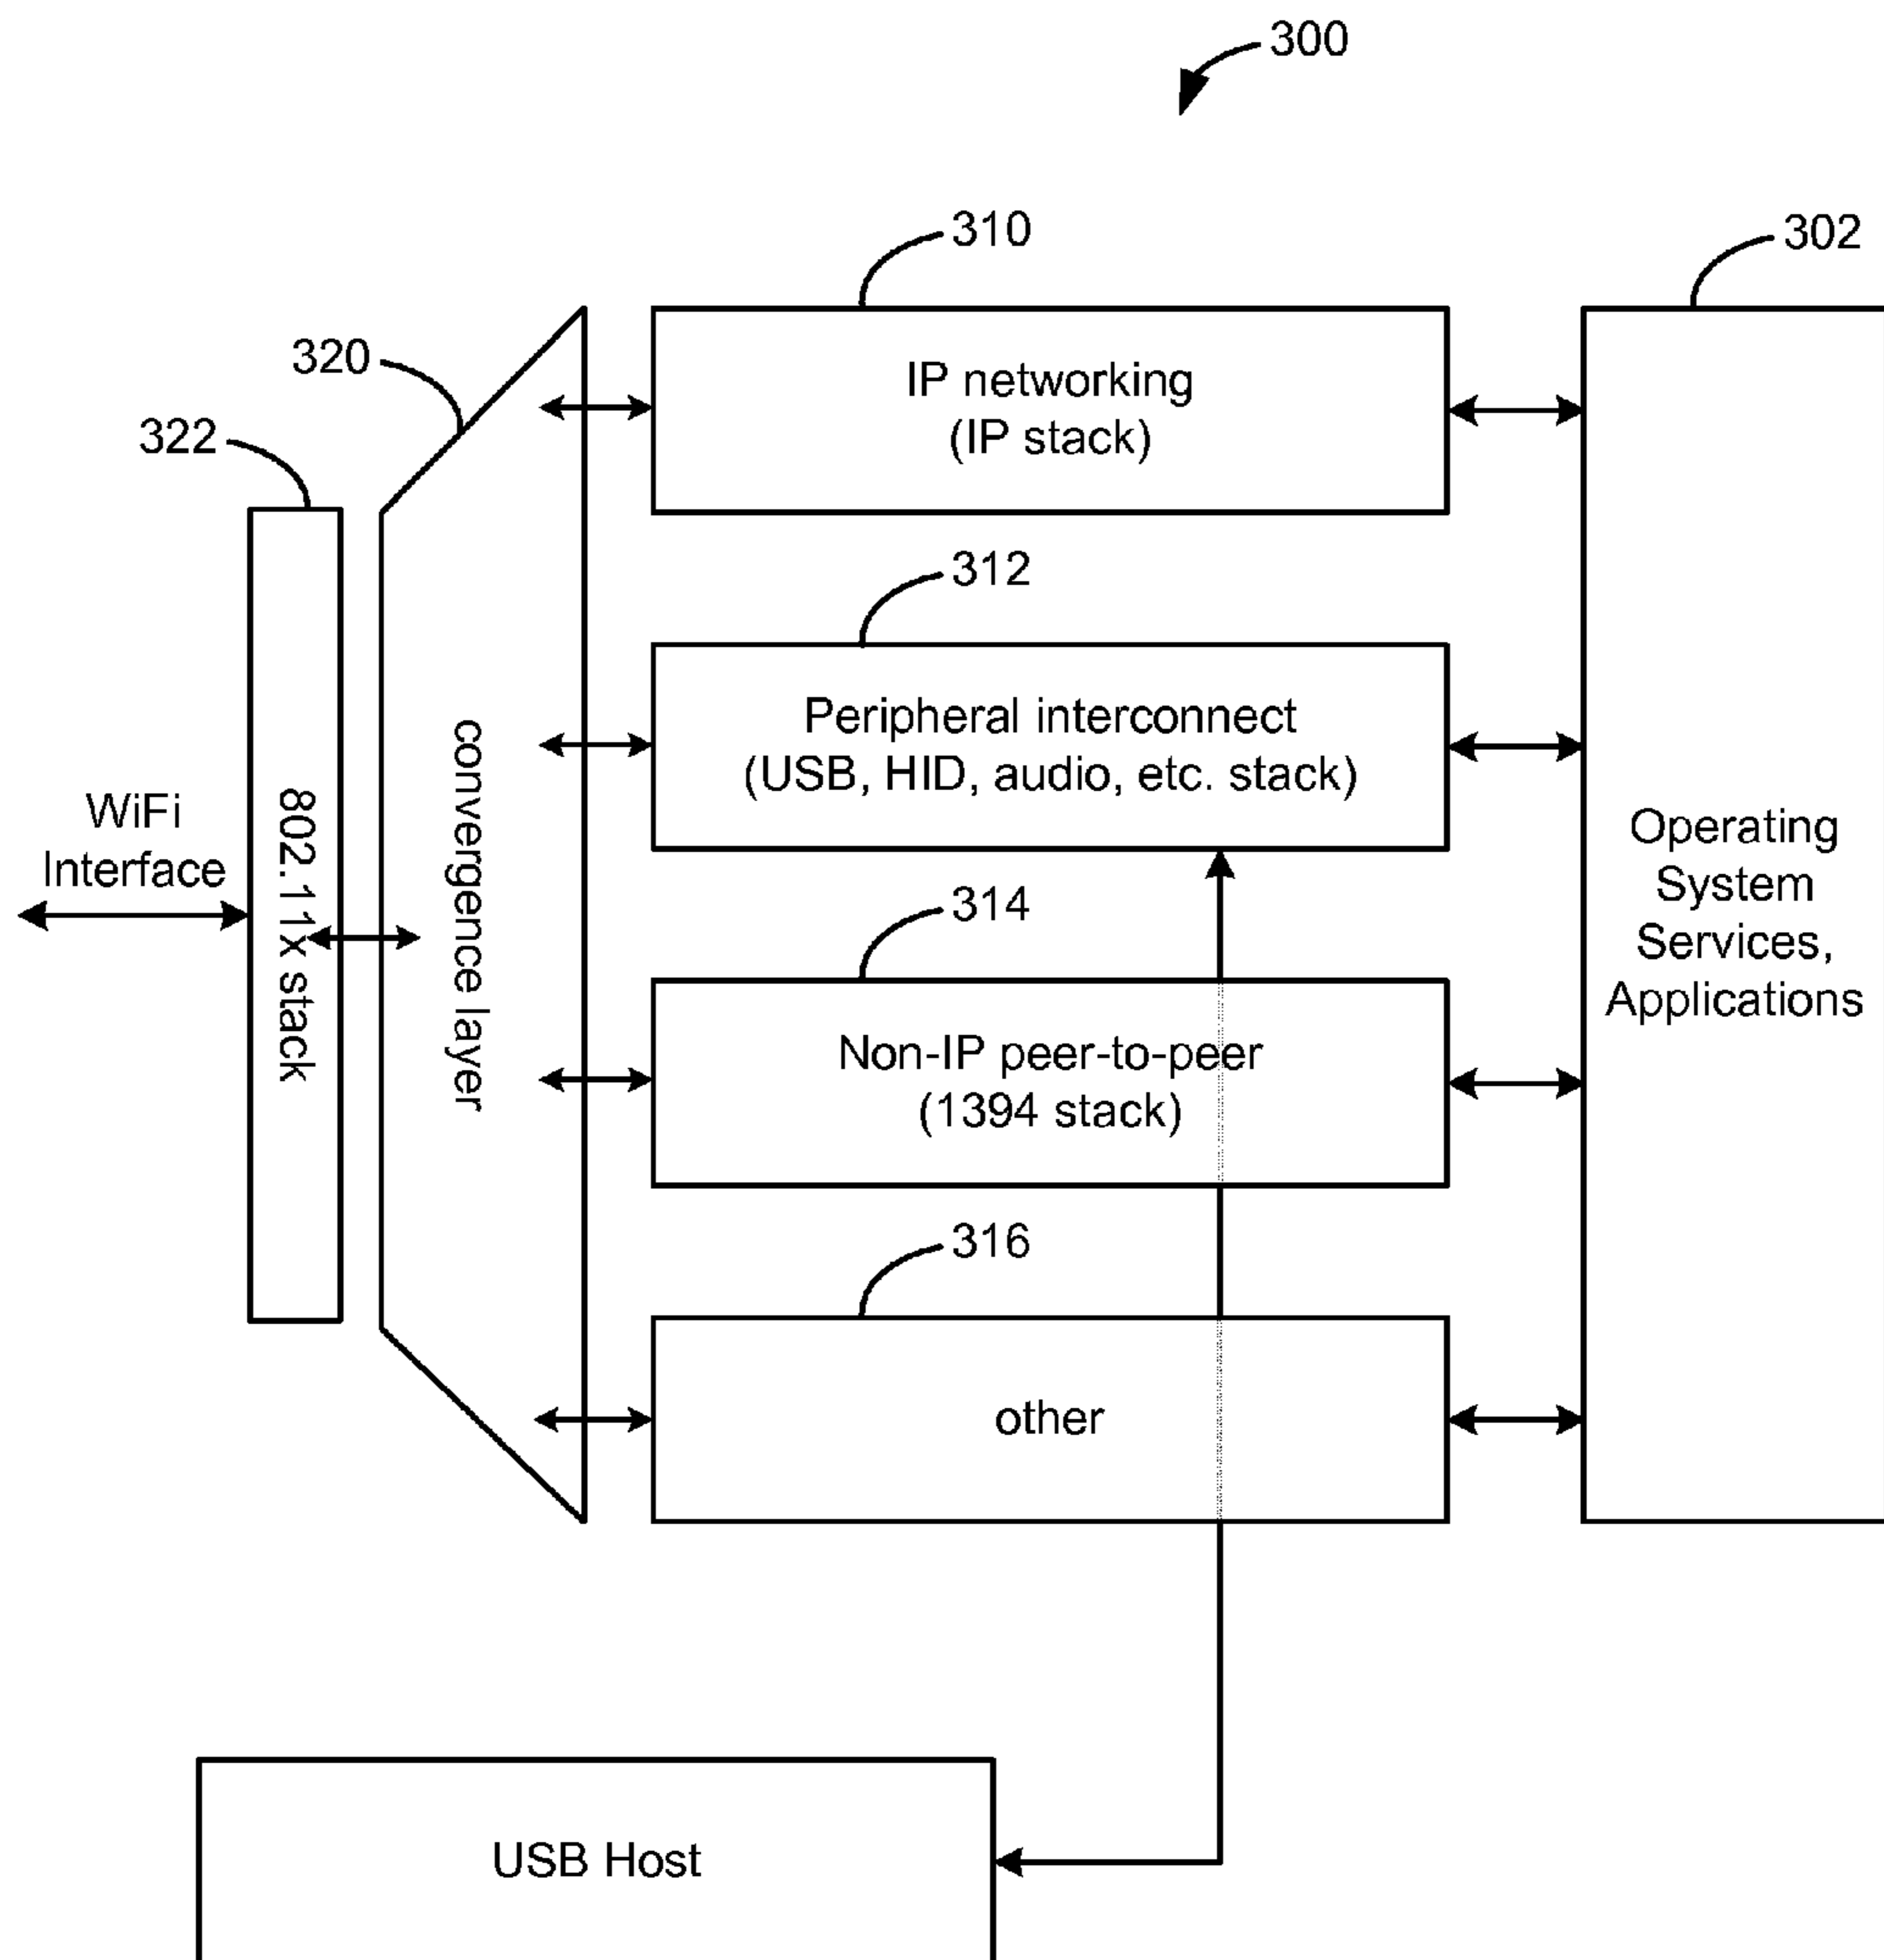 300
310
302
320
IP networking
(IP stack)
322
312
Peripheral interconnect
(USB, HID, audio, etc. stack)
WiFi
Interface
802.11x stack
convergence layer
Operating
System
Services,
Applications
314
Non-IP peer-to-peer
(1394 stack)
316
other
USB Host